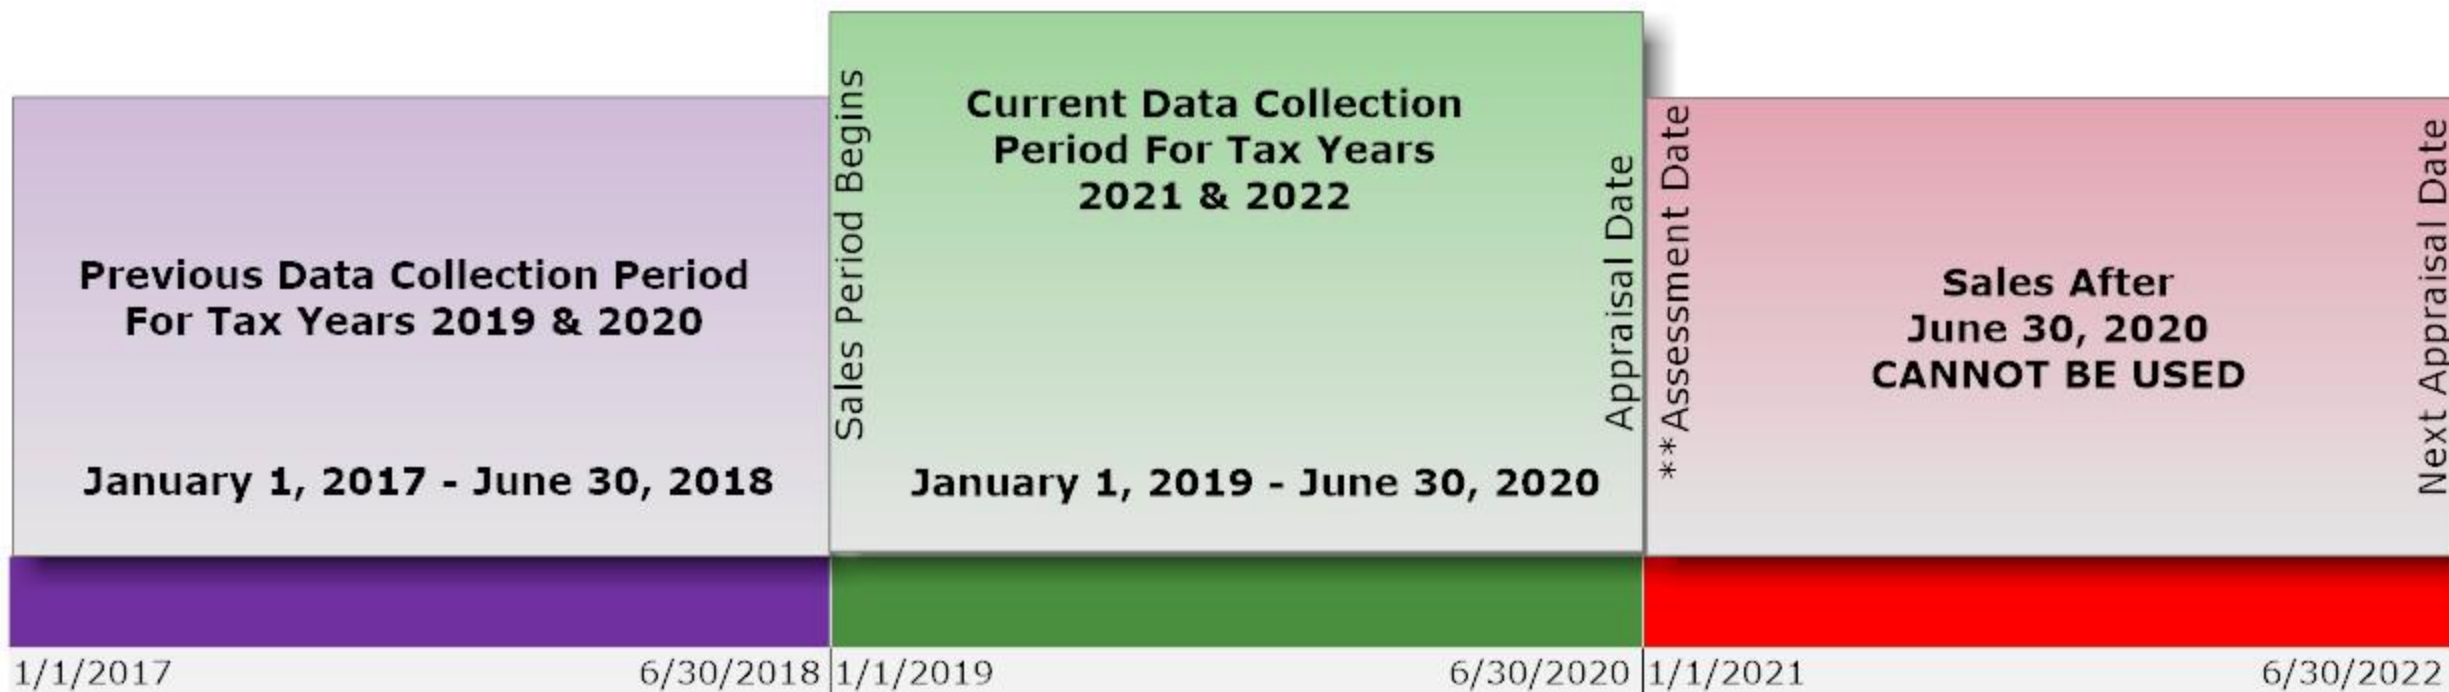 Previous Data Collection Period
For Tax Years 2019 & 2020
January 1, 2017 - June 30, 2018
Sales Period Begins
Current Data Collection
Period For Tax Years
2021 & 2022
January 1, 2019 - June 30, 2020
Appraisal Date
**Assessment Date
Sales After
June 30, 2020
CANNOT BE USED
Next Appraisal Date
1/1/2017
6/30/2018
1/1/2019
6/30/2020
1/1/2021
6/30/2022